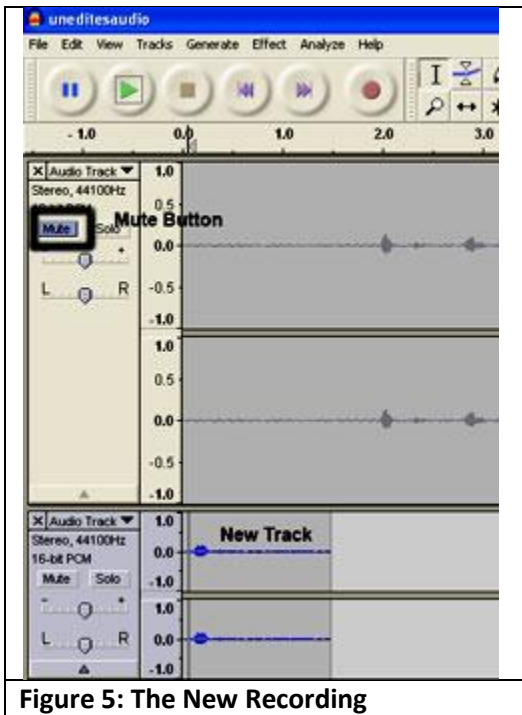 uneditesaudio
File Edit View Tracks Generate Effect Analyze Help
- 1.0 0.0 1.0 2.0 3.0
X Audio Track
Stereo, 44100Hz
Mute Solo
Mute Button
- +
L R
1.0
0.5
0.0
-0.5
-1.0
1.0
0.5
0.0
-0.5
-1.0
X Audio Track
Stereo, 44100Hz
16-bit PCM
Mute Solo
- +
L R
1.0
0.0
-1.0
1.0
0.0
-1.0
New Track
Figure 5: The New Recording